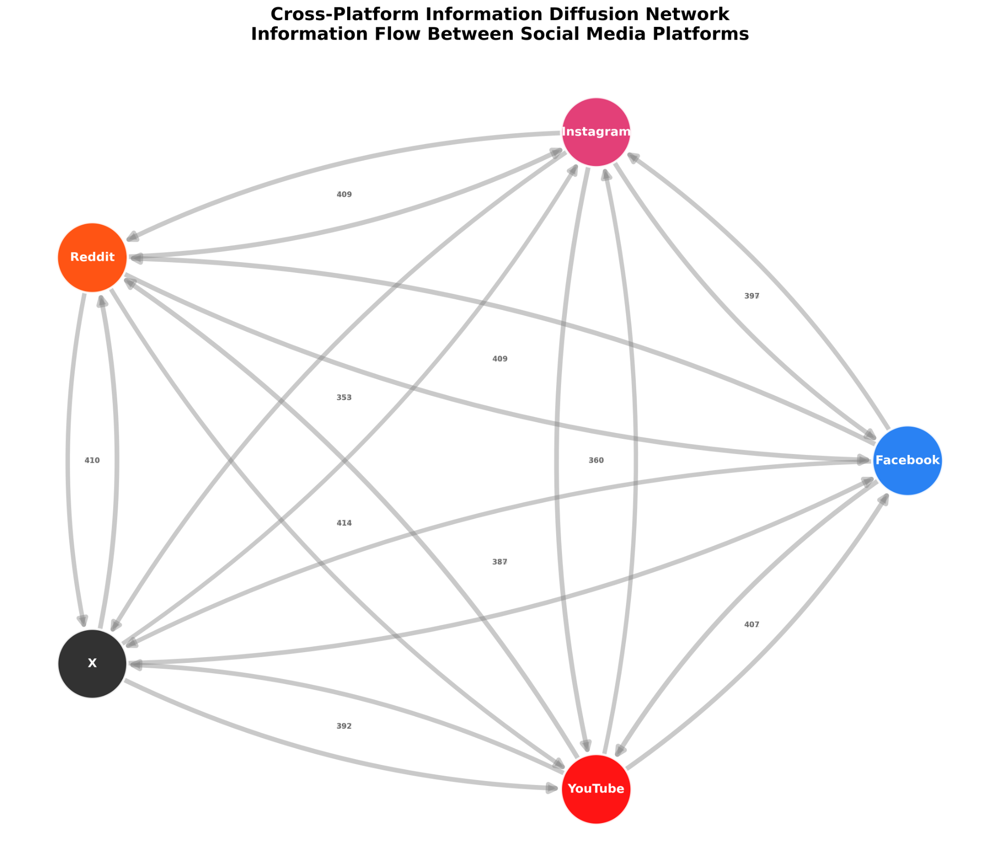 Cross-Platform Information Diffusion Network
Information Flow Between Social Media Platforms
Instagram
409
Reddit
397
409
353
410
360
Facebook
414
387
407
X
392
YouTube